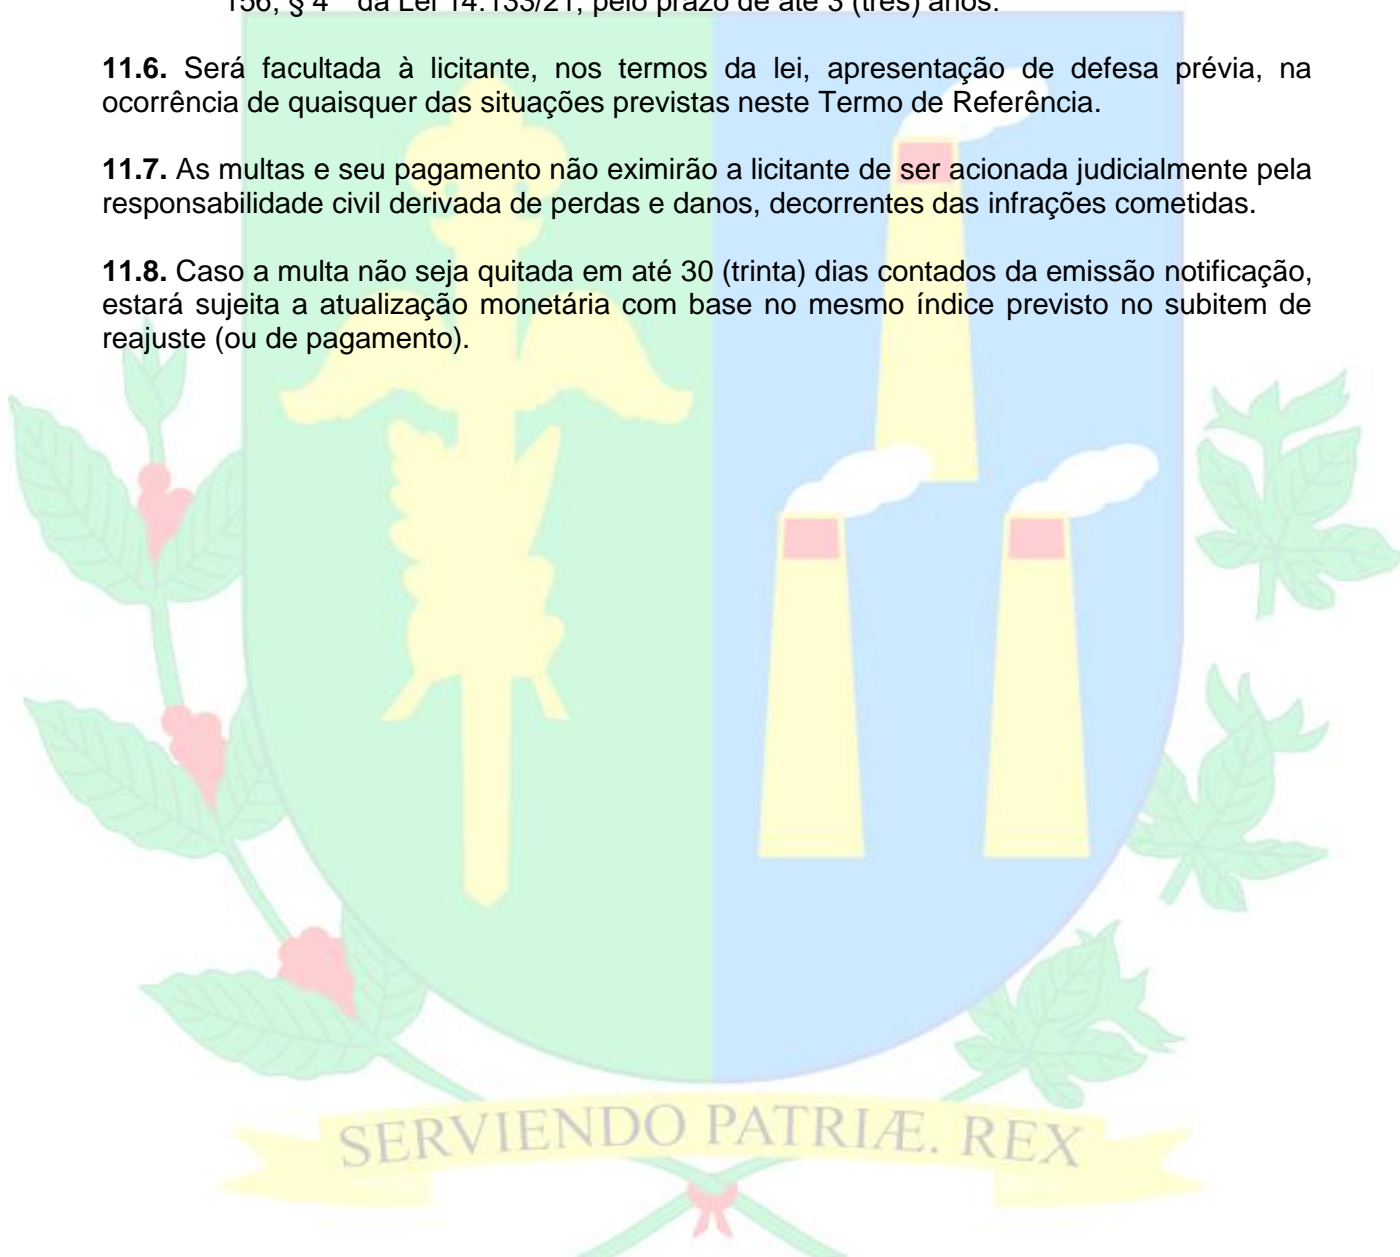 156, § 4º da Lei 14.133/21, pelo prazo de até 3 (três) anos.
11.6. Será facultada à licitante, nos termos da lei, apresentação de defesa prévia, na
ocorrência de quaisquer das situações previstas neste Termo de Referência.
11.7. As multas e seu pagamento não eximirão a licitante de ser acionada judicialmente pela
responsabilidade civil derivada de perdas e danos, decorrentes das infrações cometidas.
11.8. Caso a multa não seja quitada em até 30 (trinta) dias contados da emissão notificação,
estará sujeita a atualização monetária com base no mesmo índice previsto no subitem de
reajuste (ou de pagamento).
SERVIENDO PATRIÆ. REX